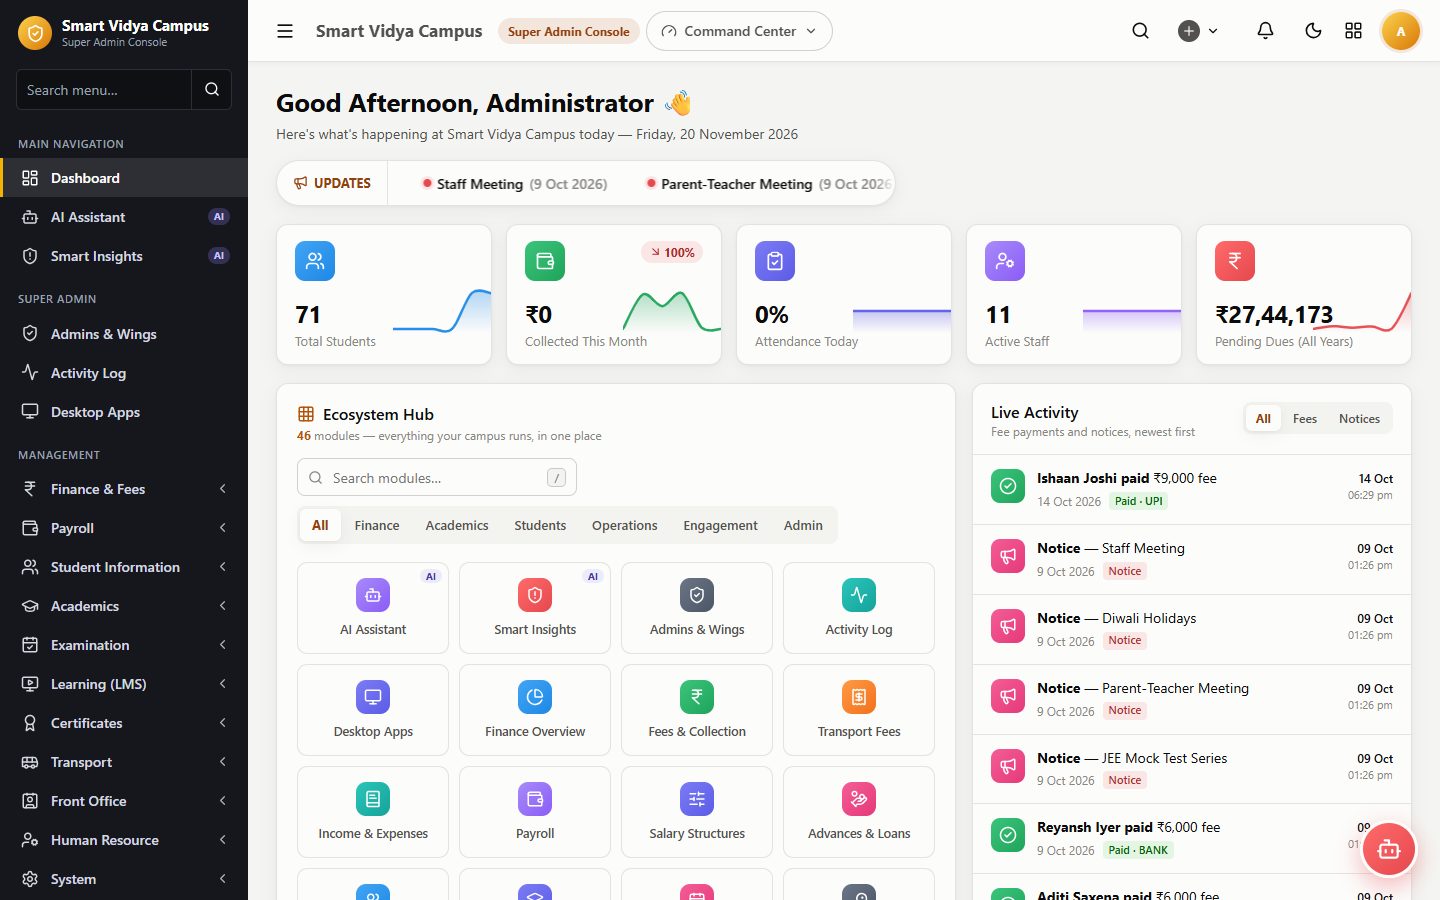 Smart Vidya Campus
Super Admin Console
Search menu...
MAIN NAVIGATION
Dashboard
AI Assistant AI
Smart Insights AI
SUPER ADMIN
Admins & Wings
Activity Log
Desktop Apps
MANAGEMENT
Finance & Fees
Payroll
Student Information
Academics
Examination
Learning (LMS)
Certificates
Transport
Front Office
Human Resource
System
Smart Vidya Campus Super Admin Console Command Center A
Good Afternoon, Administrator
Here's what's happening at Smart Vidya Campus today — Friday, 20 November 2026
UPDATES Staff Meeting (9 Oct 2026) Parent-Teacher Meeting (9 Oct 2026
71
Total Students
100%
₹0
Collected This Month
0%
Attendance Today
11
Active Staff
₹27,44,173
Pending Dues (All Years)
Ecosystem Hub
46 modules — everything your campus runs, in one place
Search modules... /
All Finance Academics Students Operations Engagement Admin
AI AI
AI Assistant Smart Insights Admins & Wings Activity Log
Desktop Apps Finance Overview Fees & Collection Transport Fees
Income & Expenses Payroll Salary Structures Advances & Loans
Live Activity
Fee payments and notices, newest first
All Fees Notices
Ishaan Joshi paid ₹9,000 fee 14 Oct
14 Oct 2026 Paid · UPI 06:29 pm
Notice — Staff Meeting 09 Oct
9 Oct 2026 Notice 01:26 pm
Notice — Diwali Holidays 09 Oct
9 Oct 2026 Notice 01:26 pm
Notice — Parent-Teacher Meeting 09 Oct
9 Oct 2026 Notice 01:26 pm
Notice — JEE Mock Test Series 09 Oct
9 Oct 2026 Notice 01:26 pm
Reyansh Iyer paid ₹6,000 fee 09
9 Oct 2026 Paid · BANK 01
Aditi Saxena paid ₹6,000 fee 09 Oct